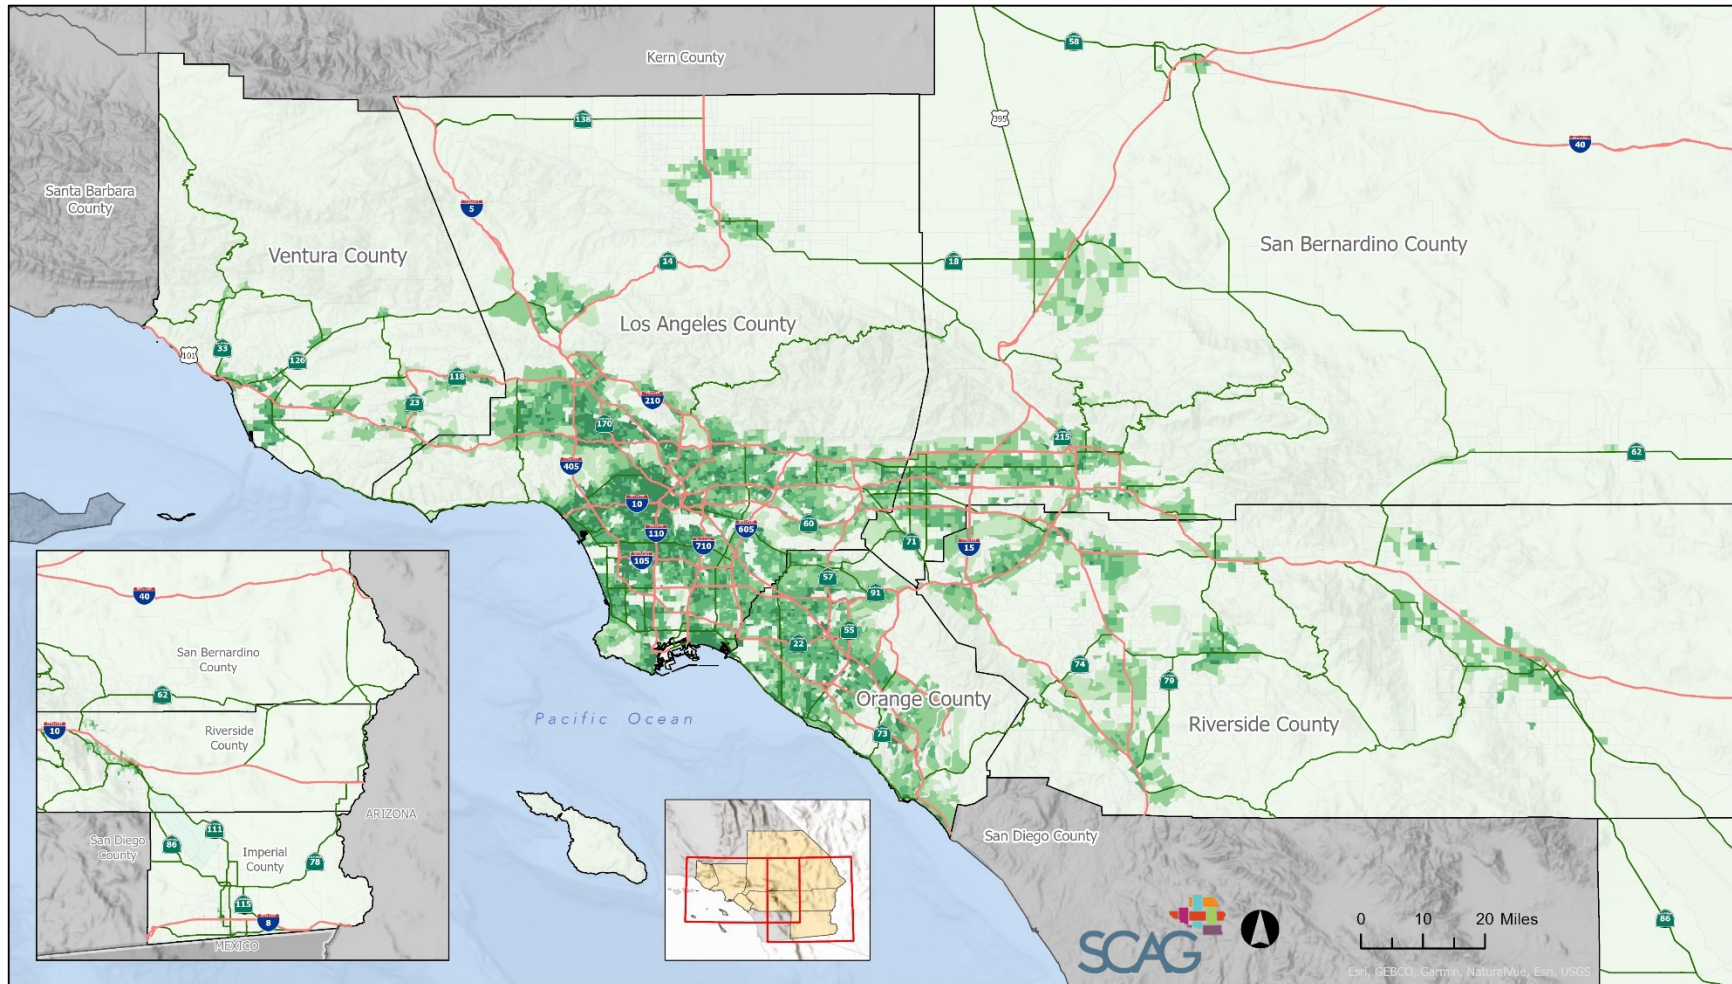 Kern County
58
395
138
40
Santa Barbara
County
5
San Bernardino County
Ventura County
14
18
Los Angeles County
33
101
126
118
23
210
170
215
62
405
10
60
110
605
710
71
15
105
57
91
55
22
74
79
Orange County
73
Riverside County
Pacific Ocean
40
San Bernardino
County
62
10
Riverside
County
ARIZONA
San Diego
County
111
86
Imperial
County
78
115
8
MEXICO
San Diego County
SCAG
0 10 20 Miles
86
Esri, GEBCO, Garmin, NaturalVue, Esri, USGS